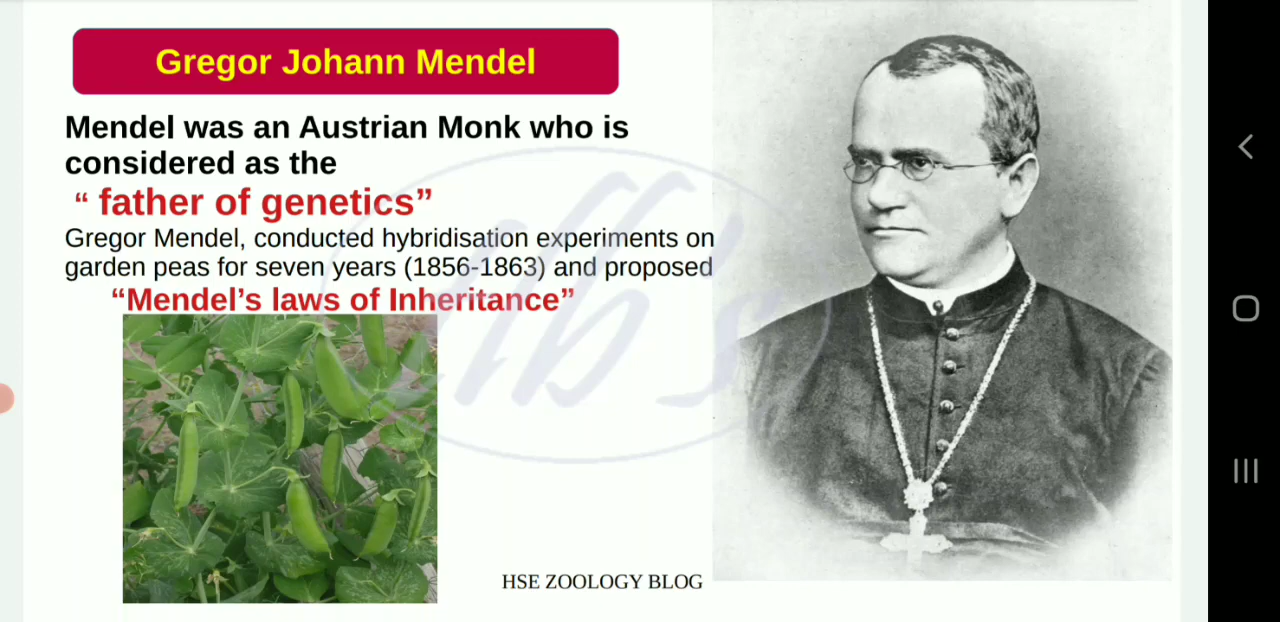 Gregor Johann Mendel
Mendel was an Austrian Monk who is
considered as the
“ father of genetics”
Gregor Mendel, conducted hybridisation experiments on
garden peas for seven years (1856-1863) and proposed
“Mendel’s laws of Inheritance”
HSE ZOOLOGY BLOG